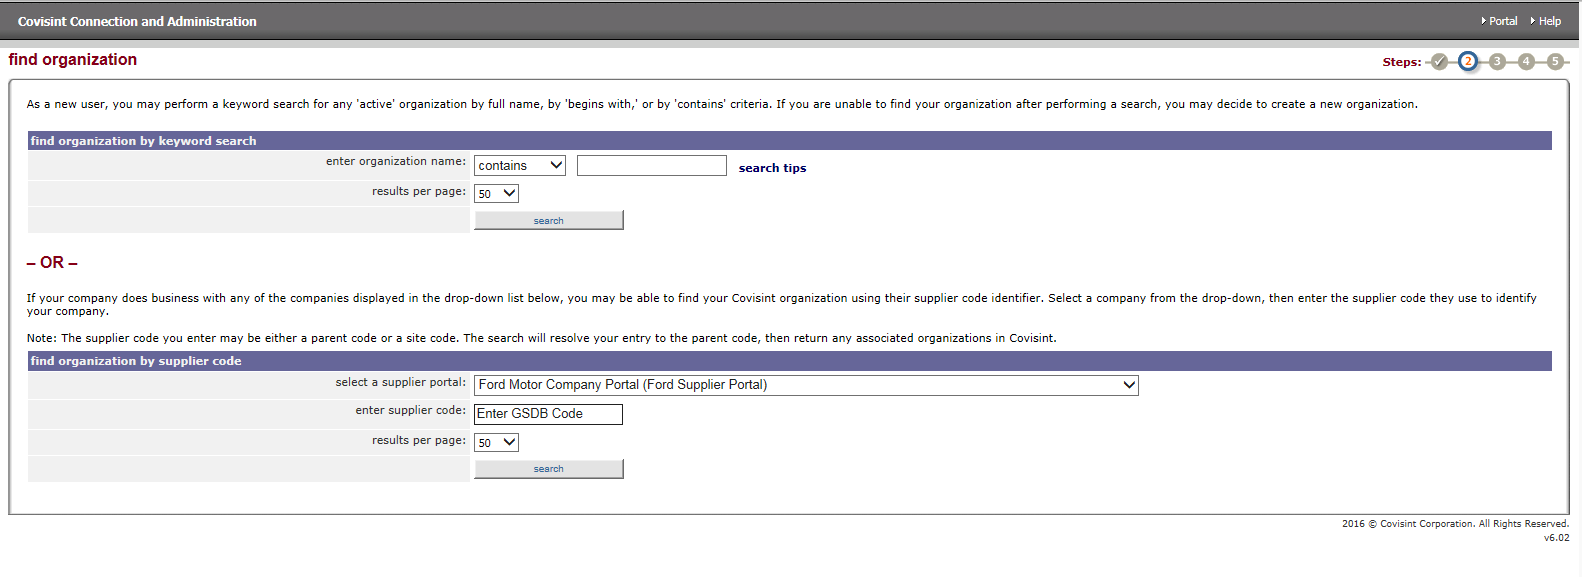 Covisint Connection and Administration
Portal Help
find organization
Steps: 2 3 4 5
As a new user, you may perform a keyword search for any 'active' organization by full name, by 'begins with,' or by 'contains' criteria. If you are unable to find your organization after performing a search, you may decide to create a new organization.
find organization by keyword search
enter organization name: contains search tips
results per page: 50
search
– OR –
If your company does business with any of the companies displayed in the drop-down list below, you may be able to find your Covisint organization using their supplier code identifier. Select a company from the drop-down, then enter the supplier code they use to identify
your company.
Note: The supplier code you enter may be either a parent code or a site code. The search will resolve your entry to the parent code, then return any associated organizations in Covisint.
find organization by supplier code
select a supplier portal: Ford Motor Company Portal (Ford Supplier Portal)
enter supplier code: Enter GSDB Code
results per page: 50
search
2016 © Covisint Corporation. All Rights Reserved.
v6.02